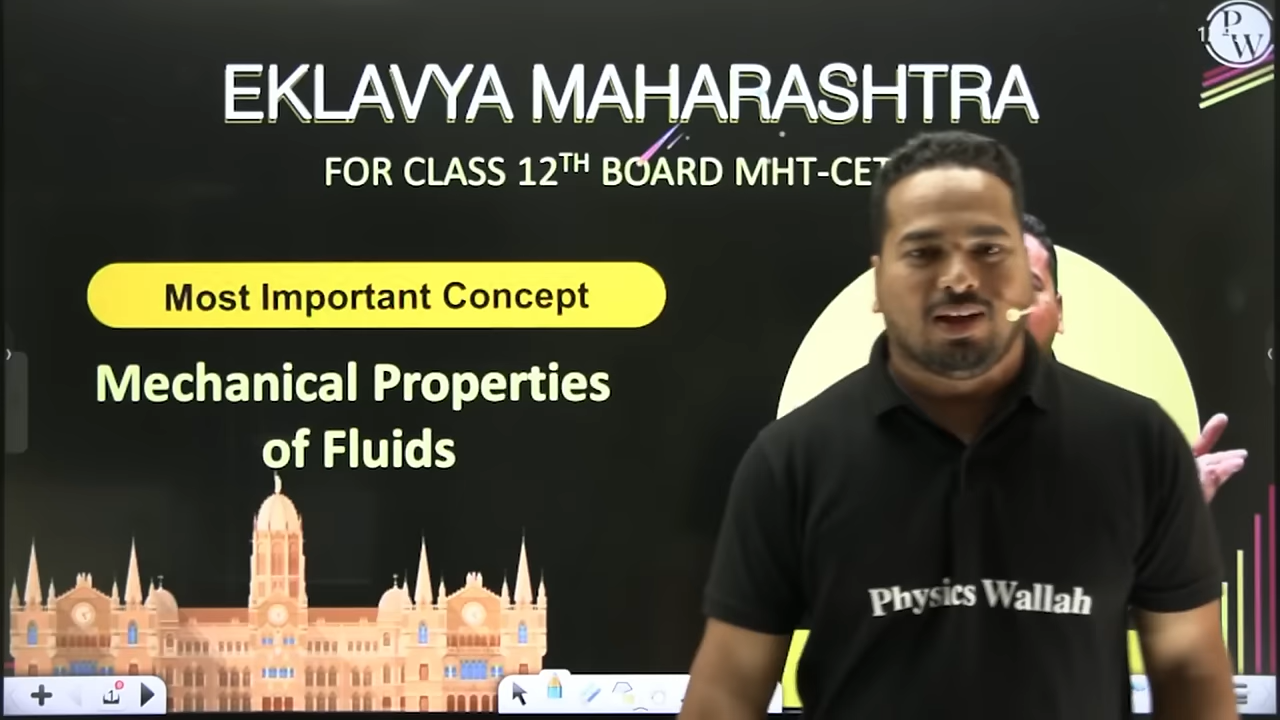 EKLAVYA MAHARASHTRA
FOR CLASS 12TH BOARD MHT-CET
Most Important Concept
Mechanical Properties
of Fluids
Physics Wallah
PW